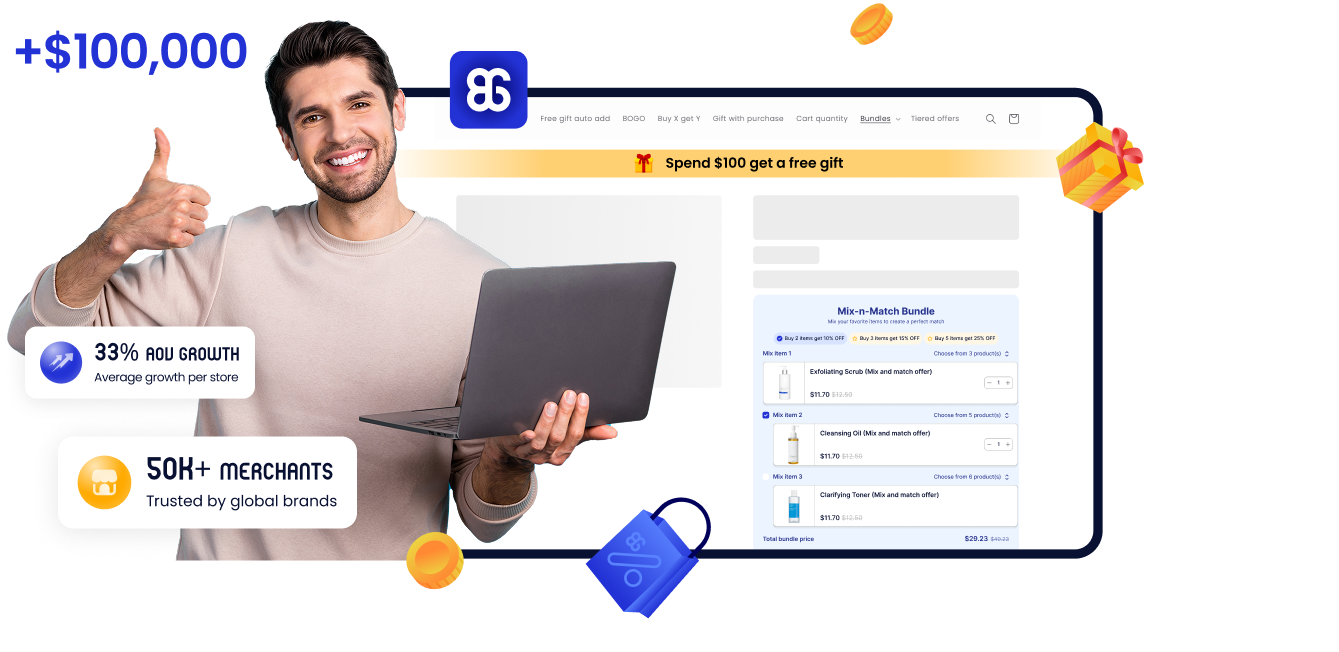 +$100,000
BG
Free gift auto add BOGO Buy X get Y Gift with purchase Cart quantity Bundles Tiered offers
Spend $100 get a free gift
Mix-n-Match Bundle
Mix your favorite items to create a perfect match
Buy 2 items get 10% OFF Buy 3 items get 15% OFF Buy 5 items get 25% OFF
Mix item 1 Choose from 3 product(s)
Exfoliating Scrub (Mix and match offer)
− 1 +
$11.70 $12.50
Mix item 2 Choose from 5 product(s)
Cleansing Oil (Mix and match offer)
− 1 +
$11.70 $12.50
Mix item 3 Choose from 6 product(s)
Clarifying Toner (Mix and match offer)
$11.70 $12.50
Total bundle price $29.23 $40.23
33% AOV GROWTH
Average growth per store
50K+ MERCHANTS
Trusted by global brands
BG
%